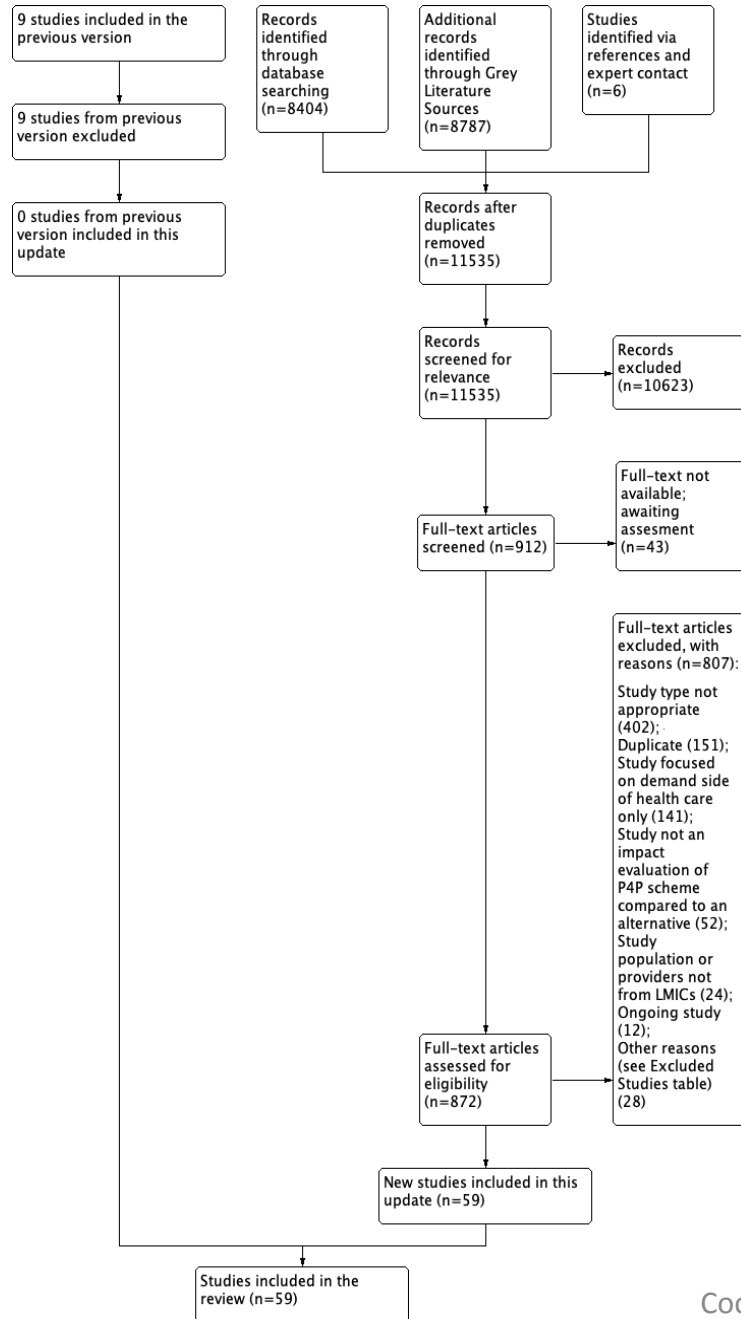 9 studies included in the
previous version
9 studies from previous
version excluded
0 studies from previous
version included in this
update
Records
identified
through
database
searching
(n=8404)
Additional
records
identified
through Grey
Literature
Sources
(n=8787)
Studies
identified via
references and
expert contact
(n=6)
Records after
duplicates
removed
(n=11535)
Records
screened for
relevance
(n=11535)
Records
excluded
(n=10623)
Full-text articles
screened (n=912)
Full-text not
available;
awaiting
assesment
(n=43)
Full-text articles
assessed for
eligibility
(n=872)
Full-text articles
excluded, with
reasons (n=807):
Study type not
appropriate
(402);
Duplicate (151);
Study focused
on demand side
of health care
only (141);
Study not an
impact
evaluation of
P4P scheme
compared to an
alternative (52);
Study
population or
providers not
from LMICs (24);
Ongoing study
(12);
Other reasons
(see Excluded
Studies table)
(28)
New studies included in this
update (n=59)
Studies included in the
review (n=59)